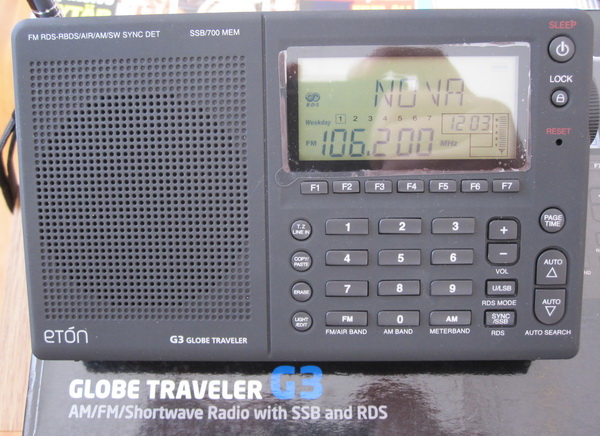 FM RDS-RBDS/AIR/AM/SW SYNC DET
SSB/700 MEM
SLEEP
LOCK
RESET
RDS
NOVA
Weekday 1 2 3 4 5 6 7
12:03
FM 106.200 MHz
F1 F2 F3 F4 F5 F6 F7
T.Z LINE IN
1 2 3
+
PAGE TIME
COPY PASTE
4 5 6
−
VOL
AUTO
ERASE
7 8 9
U/LSB
RDS MODE
LIGHT /EDIT
FM 0 AM
SYNC /SSB
AUTO
FM/AIR BAND
AM BAND
METERBAND
RDS
AUTO SEARCH
etón
G3 GLOBE TRAVELER
GLOBE TRAVELER G3
AM/FM/Shortwave Radio with SSB and RDS